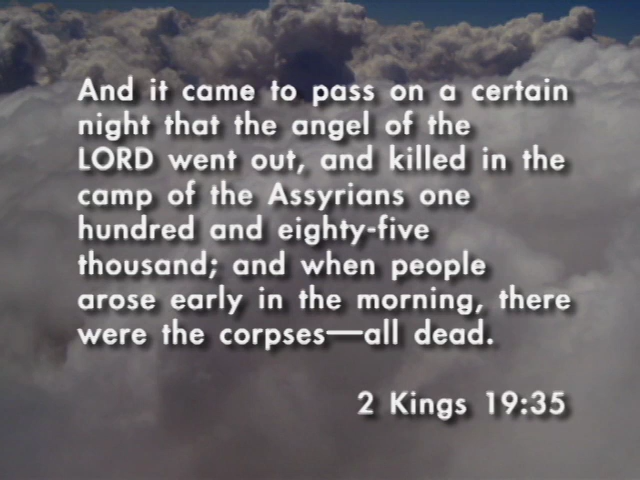 And it came to pass on a certain
night that the angel of the
LORD went out, and killed in the
camp of the Assyrians one
hundred and eighty-five
thousand; and when people
arose early in the morning, there
were the corpses—all dead.
2 Kings 19:35